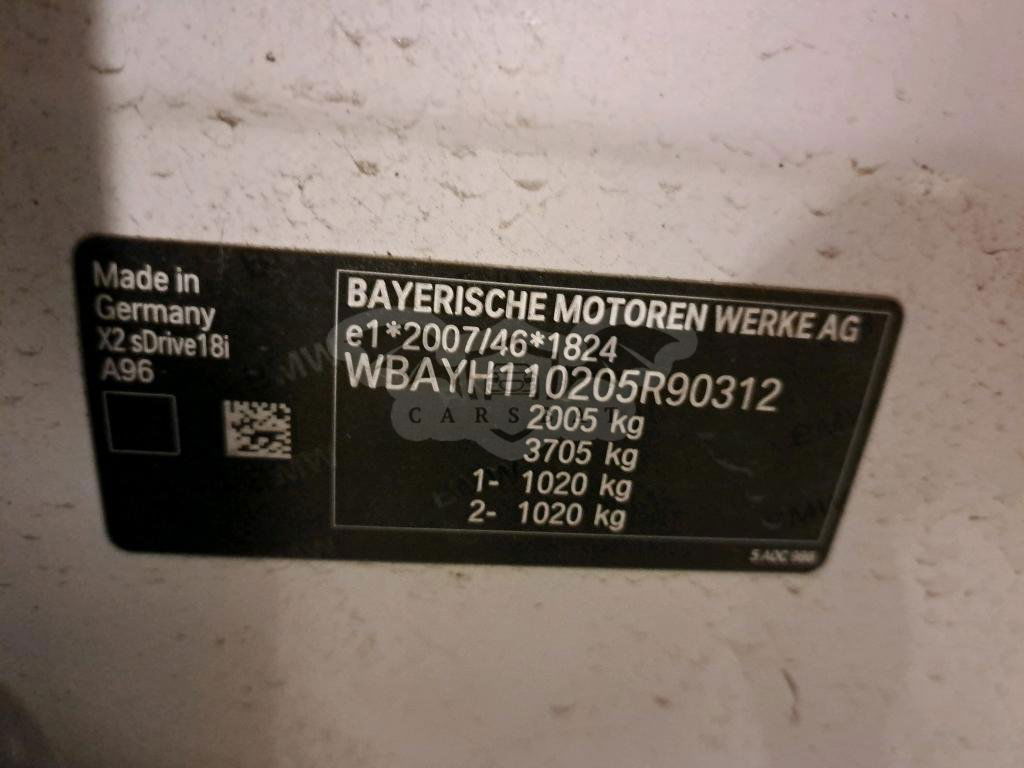 Made in
Germany
X2 sDrive18i
A96
BAYERISCHE MOTOREN WERKE AG
e1*2007/46*1824
WBAYH110205R90312
2005 kg
3705 kg
1- 1020 kg
2- 1020 kg